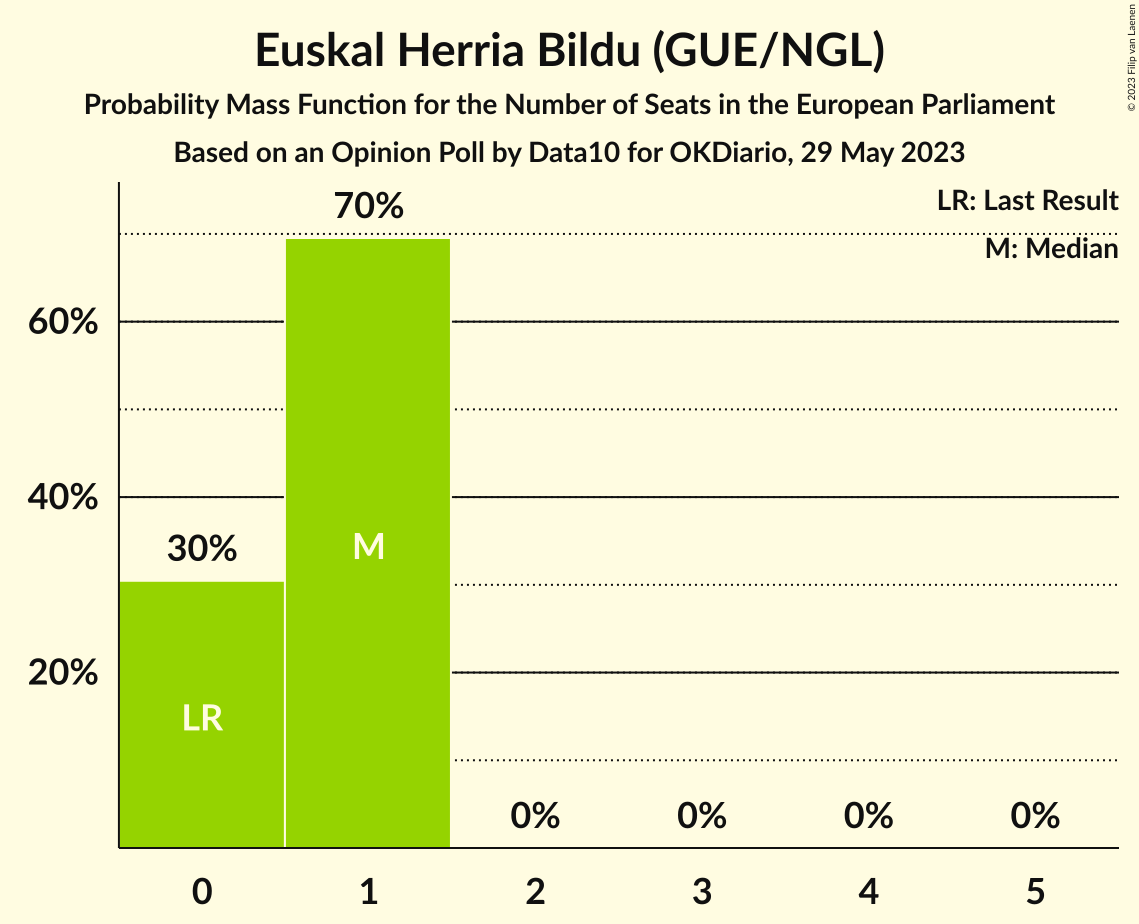 Euskal Herria Bildu (GUE/NGL)
Probability Mass Function for the Number of Seats in the European Parliament
Based on an Opinion Poll by Data10 for OKDiario, 29 May 2023
© 2023 Filip van Laenen
LR: Last Result
M: Median
70%
60%
40%
30%
20%
M
LR
0%
0%
0%
0%
0
1
2
3
4
5